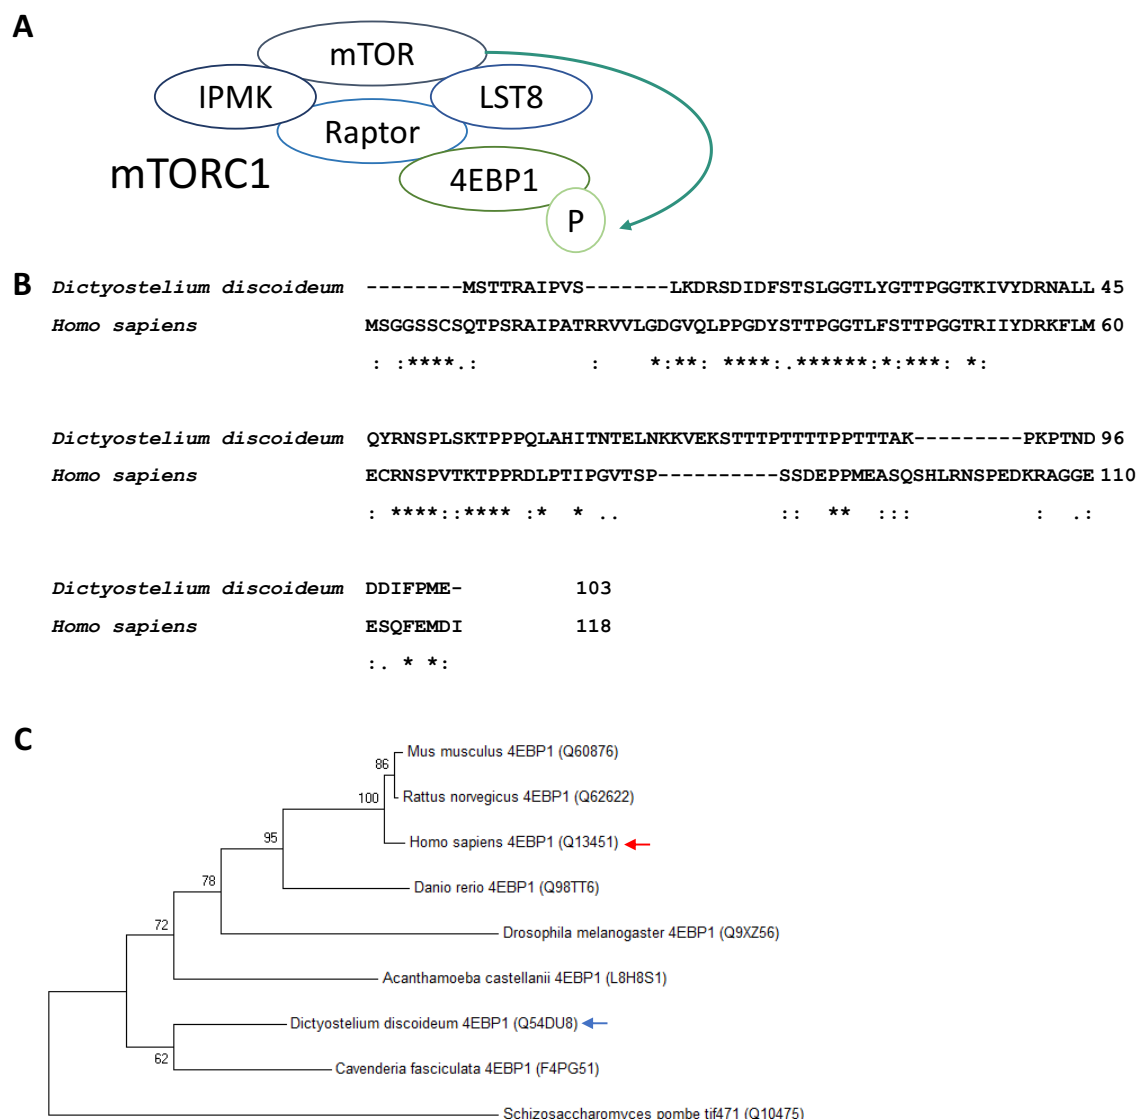 A
mTOR
IPMK
LST8
Raptor
mTORC1
4EBP1
P
B
Dictyostelium discoideum --------MSTTRAIPVS-------LKDRSDIDFSTSLGGTLYGTTPGGTKIVYDRNALL 45
Homo sapiens MSGGSSCSQTPSRAIPATRRVVLGDGVQLPPGDYSTTPGGTLFSTTPGGTRIIYDRKFLM 60
: :****.: : *:**: ****:.******:*:***: *:
Dictyostelium discoideum QYRNSPLSKTPPPQLAHITNTELNKKVEKSTTTPTTTTPPTTTAK---------PKPTND 96
Homo sapiens ECRNSPVTKTPPRDLPTIPGVTSP----------SSDEPPMEASQSHLRNSPEDKRAGGE 110
: ****::**** :* * .. :: ** ::: : .:
Dictyostelium discoideum DDIFPME- 103
Homo sapiens ESQFEMDI 118
:. * *:
C
Mus musculus 4EBP1 (Q60876)
86
Rattus norvegicus 4EBP1 (Q62622)
100
Homo sapiens 4EBP1 (Q13451)
95
Danio rerio 4EBP1 (Q98TT6)
78
Drosophila melanogaster 4EBP1 (Q9XZ56)
72
Acanthamoeba castellanii 4EBP1 (L8H8S1)
Dictyostelium discoideum 4EBP1 (Q54DU8)
62
Cavenderia fasciculata 4EBP1 (F4PG51)
Schizosaccharomyces pombe tif471 (Q10475)